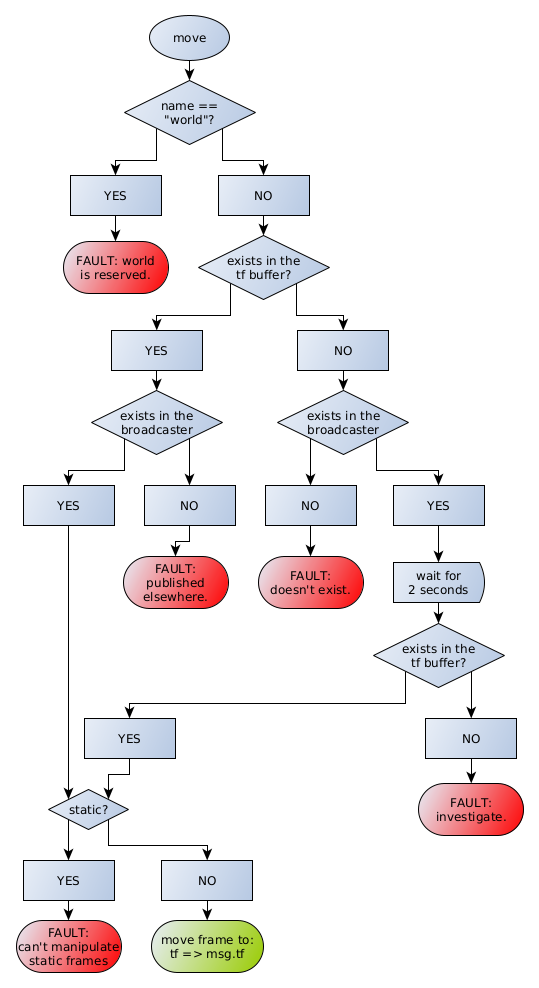 move
name ==
"world"?
YES
NO
FAULT: world
is reserved.
exists in the
tf buffer?
YES
NO
exists in the
broadcaster
exists in the
broadcaster
YES
NO
NO
YES
FAULT:
published
elsewhere.
FAULT:
doesn't exist.
wait for
2 seconds
exists in the
tf buffer?
YES
NO
static?
FAULT:
investigate.
YES
NO
FAULT:
can't manipulate
static frames
move frame to:
tf => msg.tf